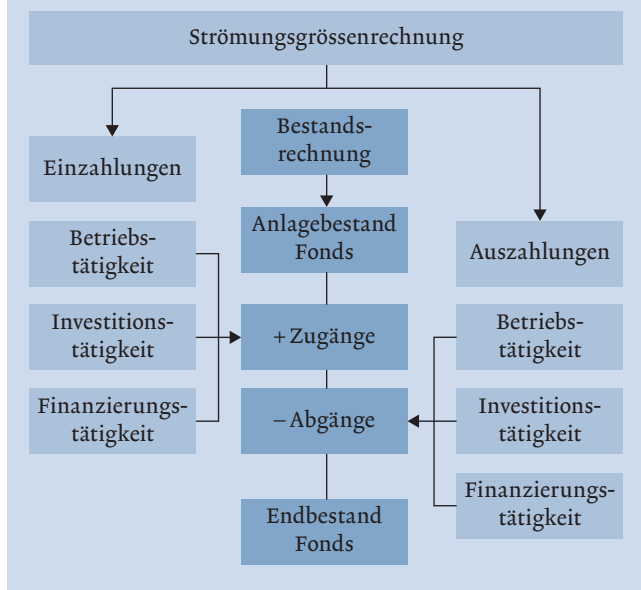 Strömungsgrössenrechnung
Einzahlungen
Betriebs-
tätigkeit
Investitions-
tätigkeit
Finanzierungs-
tätigkeit
Bestands-
rechnung
Anlagebestand
Fonds
+ Zugänge
– Abgänge
Endbestand
Fonds
Auszahlungen
Betriebs-
tätigkeit
Investitions-
tätigkeit
Finanzierungs-
tätigkeit